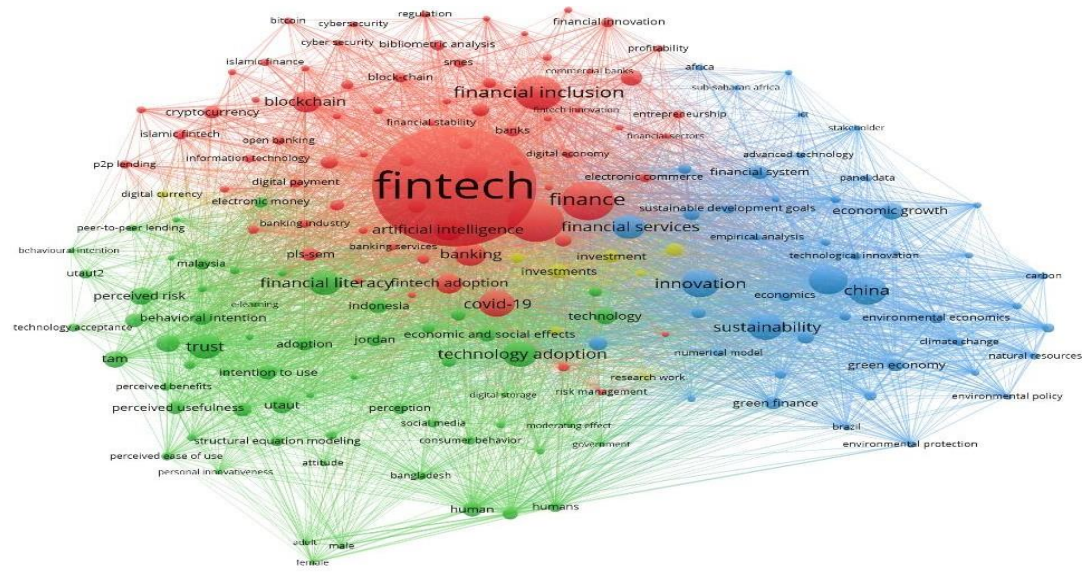 regulation
bitcoin
cybersecurity
financial innovation
cyber security
bibliometric analysis
profitability
islamic finance
smes
africa
block-chain
commercial banks
financial inclusion
sub-saharan africa
blockchain
cryptocurrency
fintech innovation
entrepreneurship
ict
financial stability
banks
stakeholder
islamic fintech
financial sectors
open banking
digital economy
advanced technology
information technology
p2p lending
financial system
electronic commerce
panel data
digital payment
fintech
digital currency
electronic money
finance
sustainable development goals
economic growth
banking industry
peer-to-peer lending
artificial intelligence
financial services
empirical analysis
behavioural intention
banking services
pls-sem
banking
investment
technological innovation
malaysia
utaut2
investments
carbon
financial literacy
fintech adoption
innovation
china
perceived risk
economics
e-learning
indonesia
covid-19
behavioral intention
technology
environmental economics
technology acceptance
sustainability
economic and social effects
jordan
adoption
climate change
trust
technology adoption
numerical model
natural resources
tam
green economy
intention to use
research work
perceived benefits
risk management
digital storage
environmental policy
perceived usefulness
utaut
perception
green finance
social media
moderating effect
brazil
structural equation modeling
consumer behavior
government
environmental protection
perceived ease of use
attitude
personal innovativeness
bangladesh
human
humans
adult
male
female